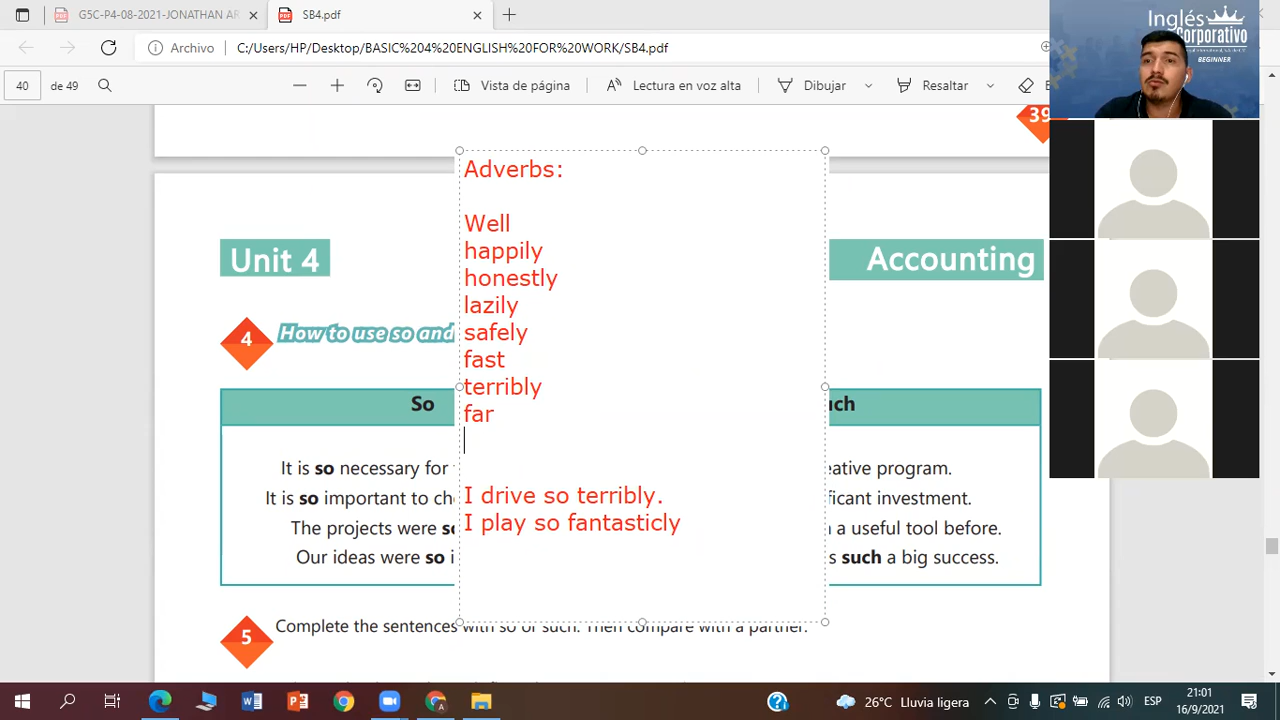 G5C-P4-08-2021-JONATHAN AR
SB4.pdf
Archivo
C:/Users/HP/Desktop/BASIC%204%20ENGLISH%20FOR%20WORK/SB4.pdf
40
de 49
Vista de página
Lectura en voz alta
Dibujar
Resaltar
Inglés
Corporativo
BEGINNER
39
Adverbs:
Well
happily
honestly
lazily
safely
fast
terribly
far
I drive so terribly.
I play so fantasticly
Unit 4
Accounting
4
How to use so and
So
uch
It is so necessary for
eative program.
It is so important to ch
ficant investment.
The projects were s
a useful tool before.
Our ideas were so i
s such a big success.
5
Complete the sentences with so or such. Then compare with a partner.
26°C Lluvia ligera
ESP
21:01
16/9/2021